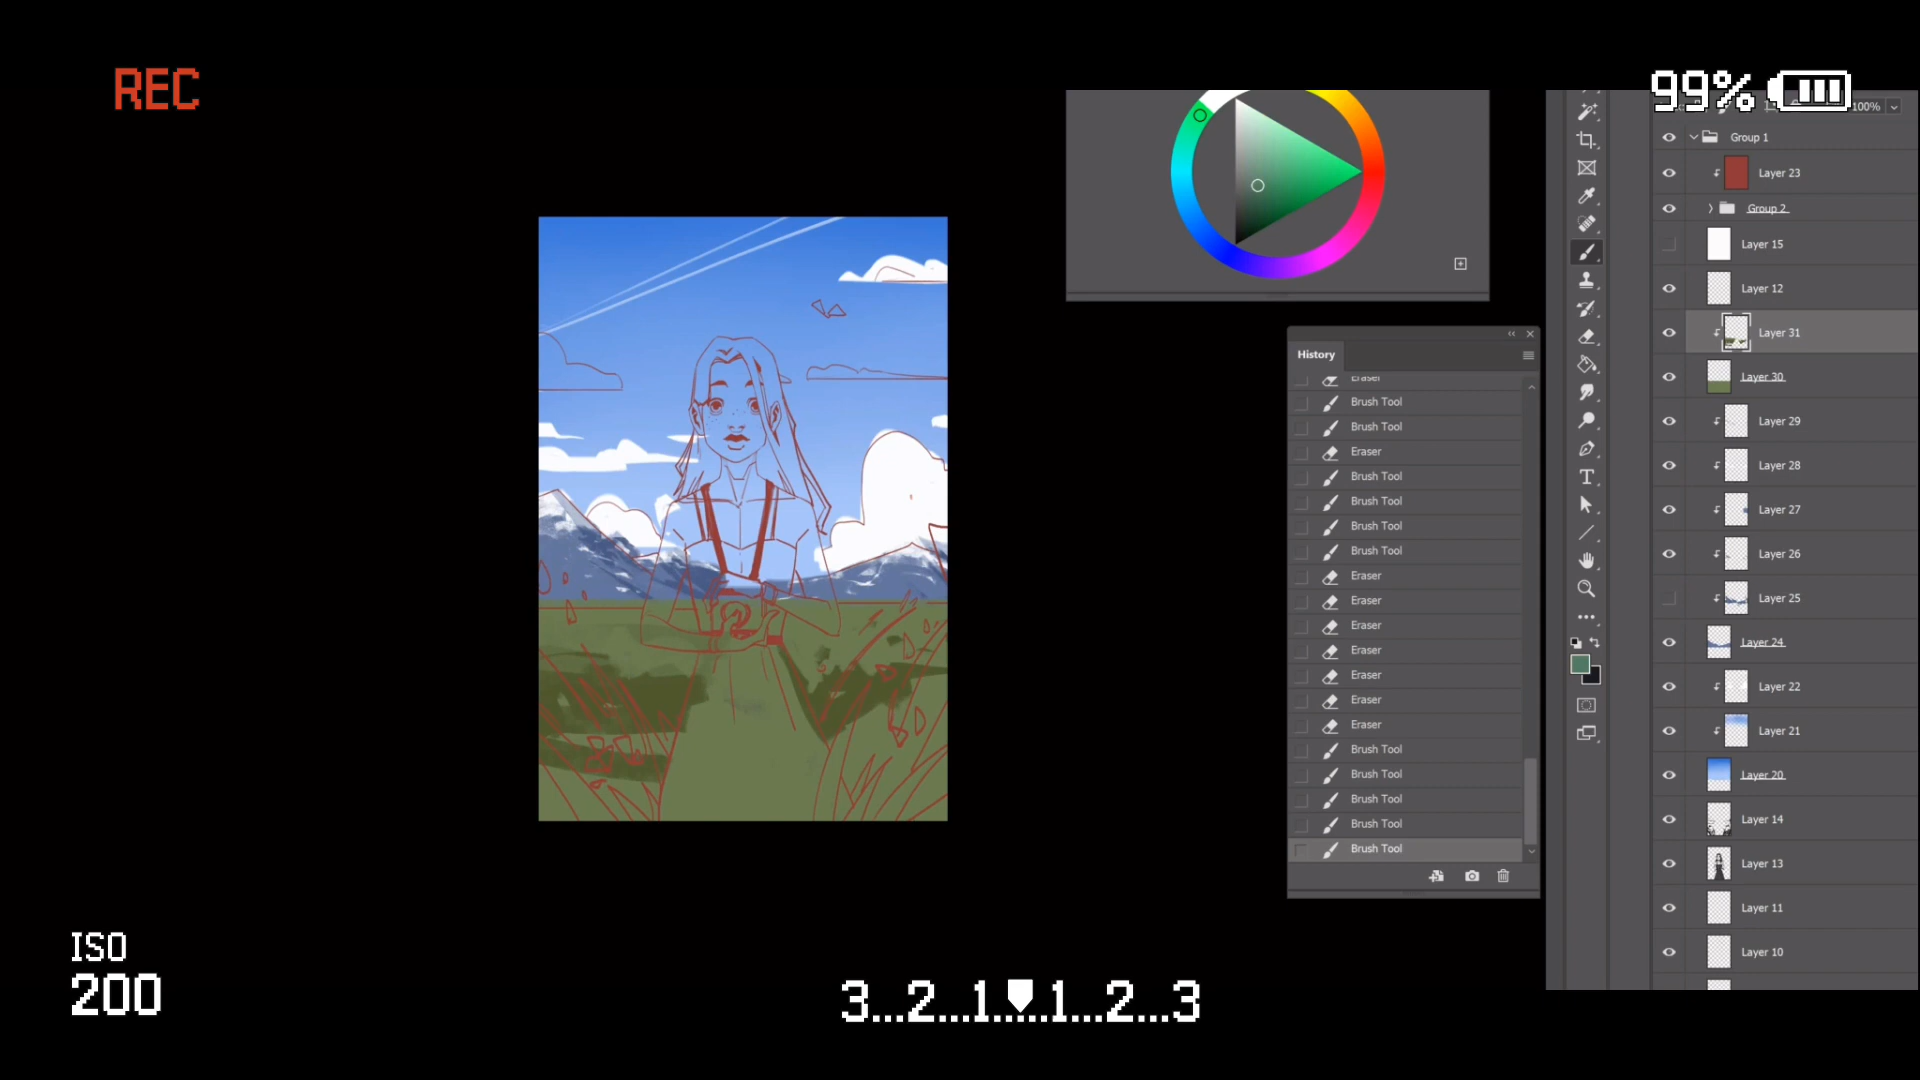 REC
99%
100%
Group 1
Layer 23
Group 2
Layer 15
Layer 12
Layer 31
Layer 30
Layer 29
Layer 28
Layer 27
Layer 26
Layer 25
Layer 24
Layer 22
Layer 21
Layer 20
Layer 14
Layer 13
Layer 11
Layer 10
History
Eraser
Brush Tool
Brush Tool
Eraser
Brush Tool
Brush Tool
Brush Tool
Brush Tool
Eraser
Eraser
Eraser
Eraser
Eraser
Eraser
Eraser
Brush Tool
Brush Tool
Brush Tool
Brush Tool
Brush Tool
ISO
200
3...2...1.....1...2...3